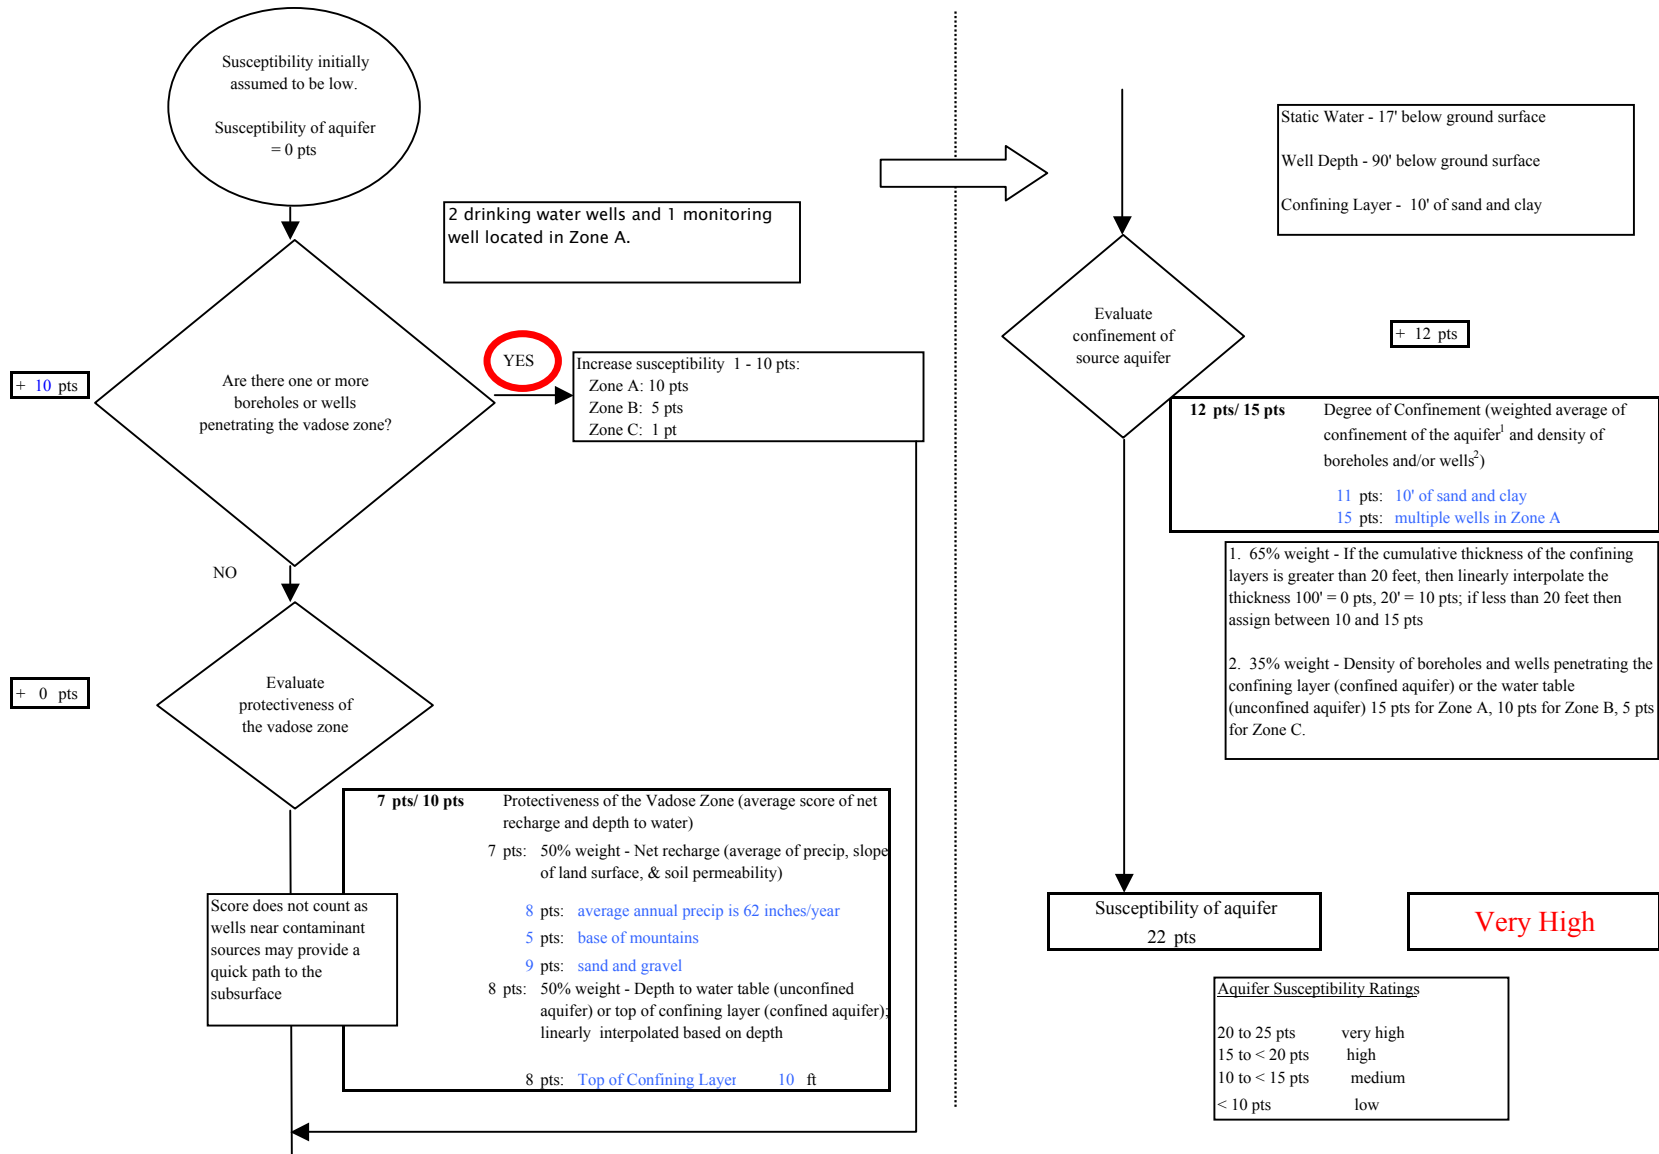 Susceptibility initially
assumed to be low.
Susceptibility of aquifer
= 0 pts
2 drinking water wells and 1 monitoring
well located in Zone A.
+ 10 pts
Are there one or more
boreholes or wells
penetrating the vadose zone?
YES
Increase susceptibility 1 - 10 pts:
Zone A: 10 pts
Zone B: 5 pts
Zone C: 1 pt
NO
+ 0 pts
Evaluate
protectiveness of
the vadose zone
7 pts/ 10 pts Protectiveness of the Vadose Zone (average score of net
recharge and depth to water)
7 pts: 50% weight - Net recharge (average of precip, slope
of land surface, & soil permeability)
8 pts: average annual precip is 62 inches/year
5 pts: base of mountains
9 pts: sand and gravel
8 pts: 50% weight - Depth to water table (unconfined
aquifer) or top of confining layer (confined aquifer);
linearly interpolated based on depth
8 pts: Top of Confining Layer 10 ft
Score does not count as
wells near contaminant
sources may provide a
quick path to the
subsurface
Static Water - 17' below ground surface
Well Depth - 90' below ground surface
Confining Layer - 10' of sand and clay
Evaluate
confinement of
source aquifer
+ 12 pts
12 pts/ 15 pts Degree of Confinement (weighted average of
confinement of the aquifer1 and density of
boreholes and/or wells2)
11 pts: 10' of sand and clay
15 pts: multiple wells in Zone A
1. 65% weight - If the cumulative thickness of the confining
layers is greater than 20 feet, then linearly interpolate the
thickness 100' = 0 pts, 20' = 10 pts; if less than 20 feet then
assign between 10 and 15 pts
2. 35% weight - Density of boreholes and wells penetrating the
confining layer (confined aquifer) or the water table
(unconfined aquifer) 15 pts for Zone A, 10 pts for Zone B, 5 pts
for Zone C.
Susceptibility of aquifer
22 pts
Very High
Aquifer Susceptibility Ratings
20 to 25 pts very high
15 to < 20 pts high
10 to < 15 pts medium
< 10 pts low